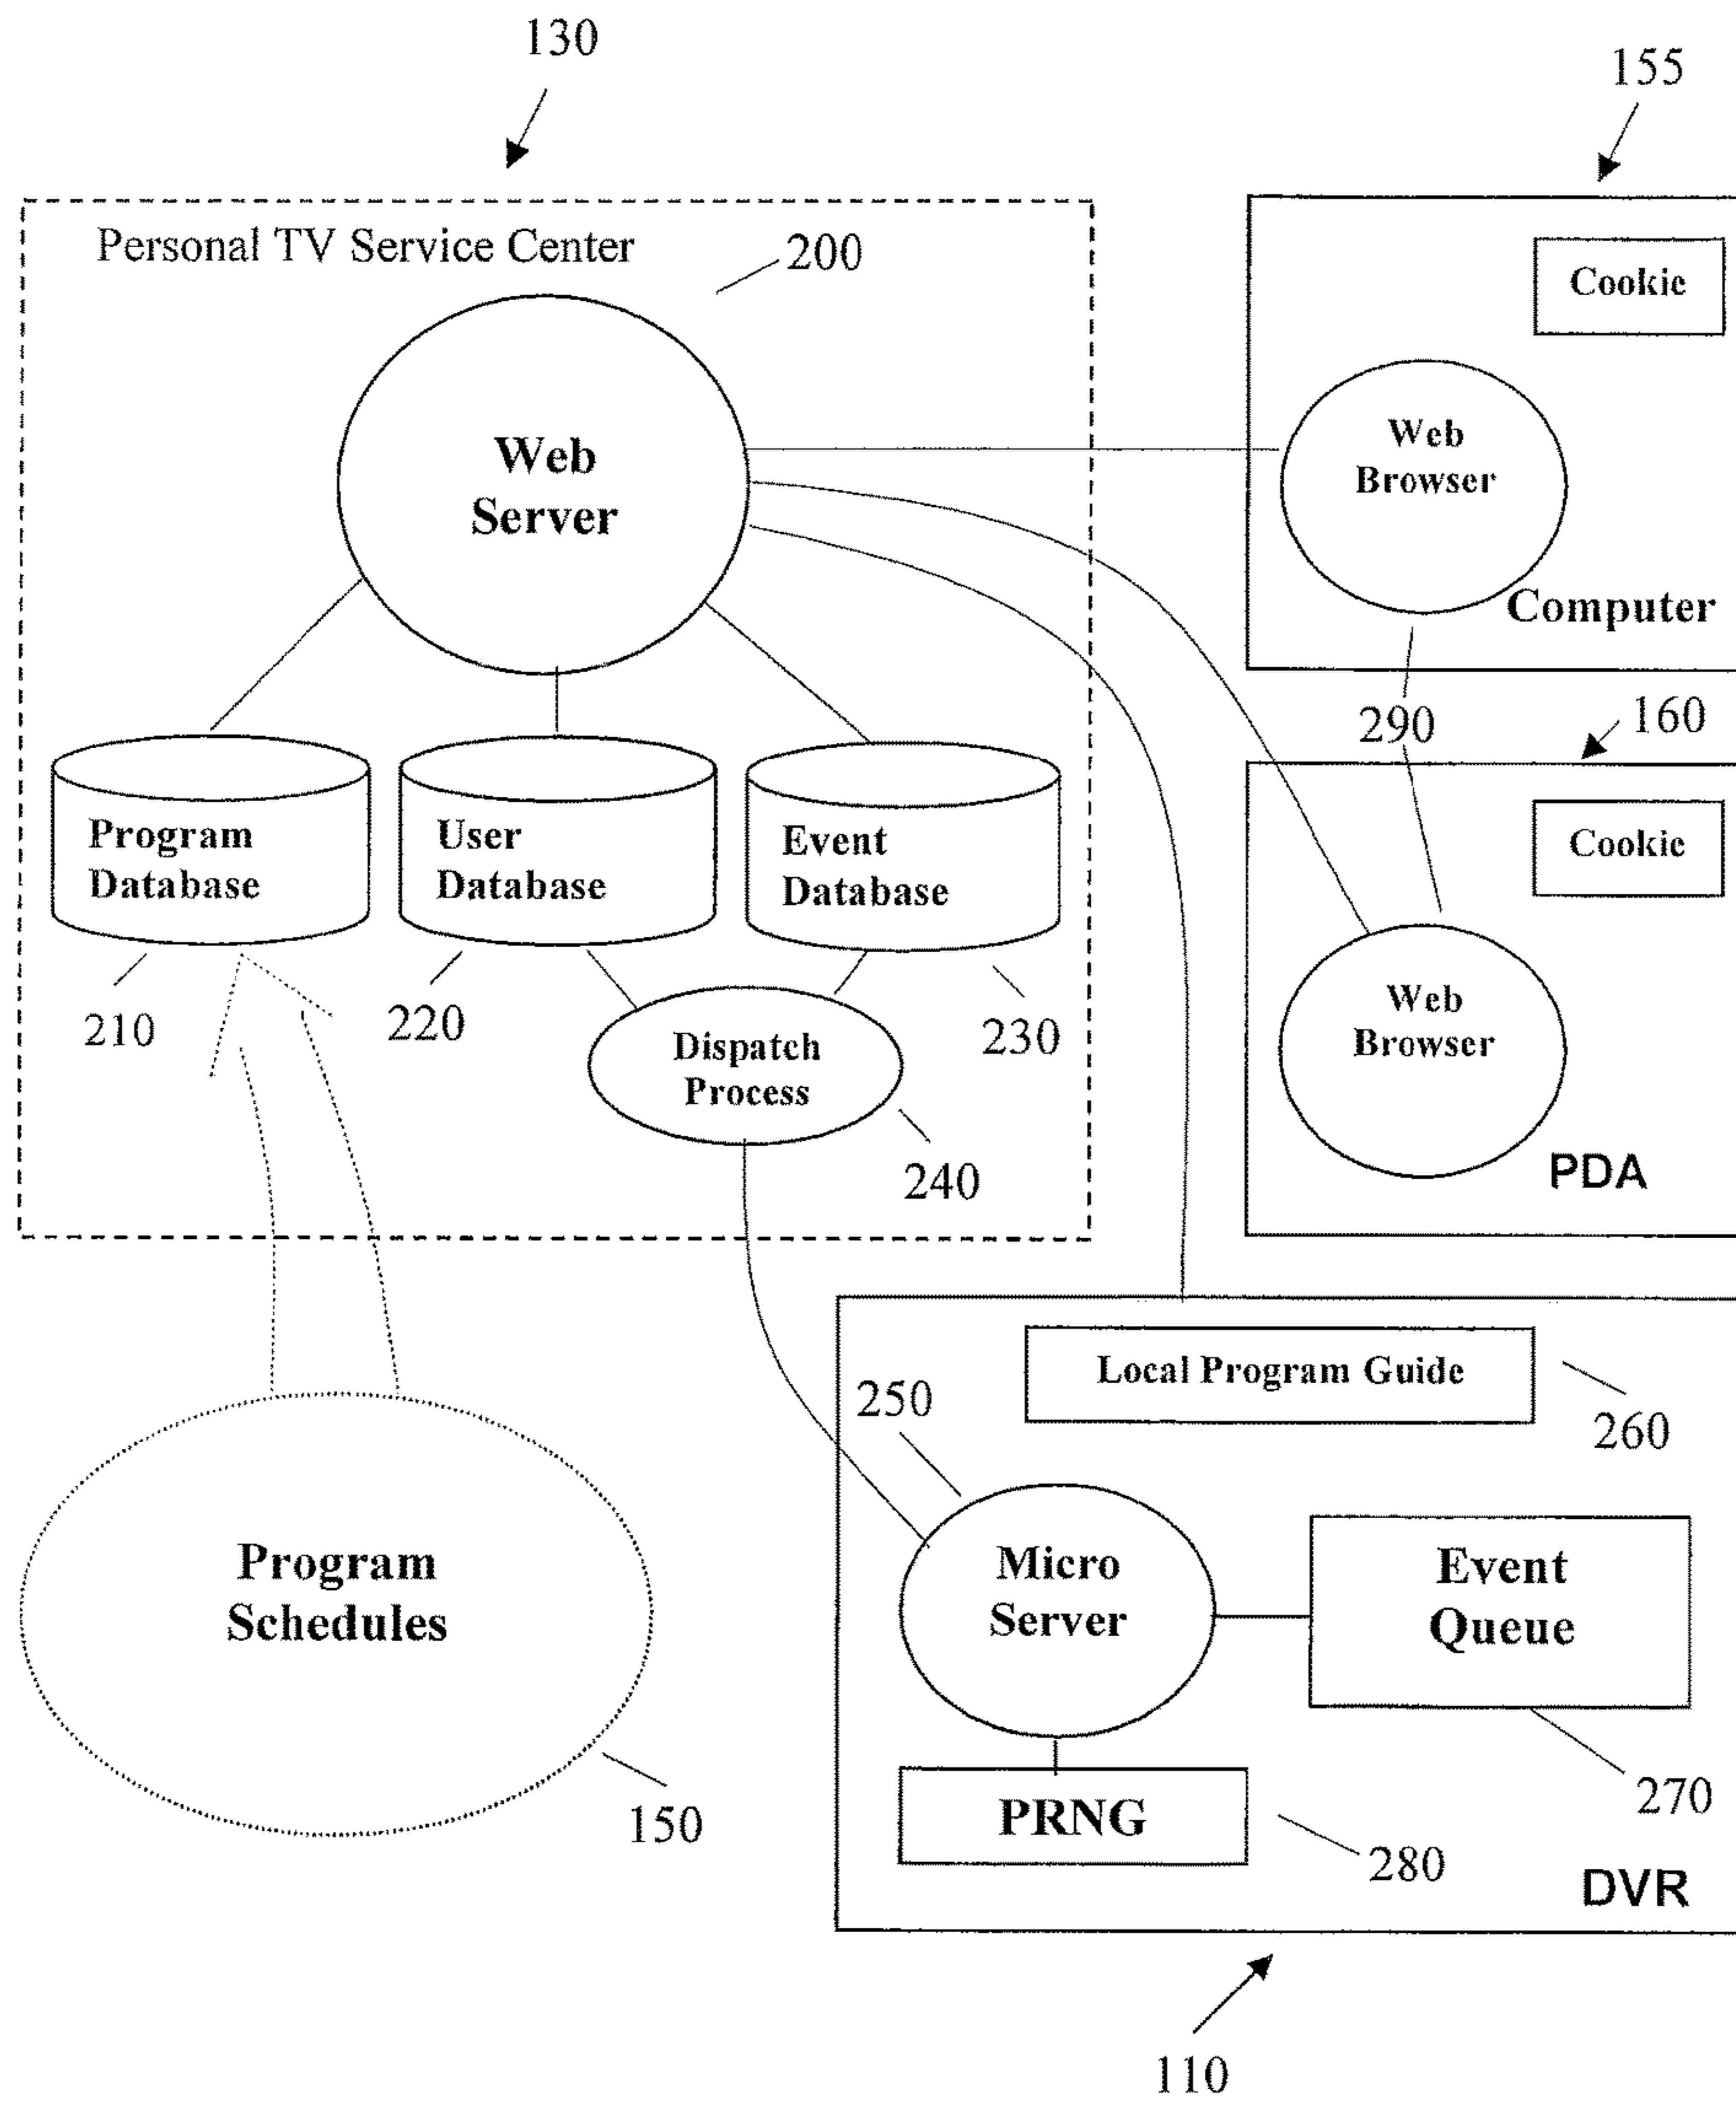 130
155
Personal TV Service Center
200
Cookie
Web
Server
Web
Browser
Computer
290
160
Program
Database
User
Database
Event
Database
Cookie
210
220
230
Dispatch
Process
240
Web
Browser
PDA
Local Program Guide
250
260
Program
Schedules
Micro
Server
Event
Queue
150
PRNG
270
280
DVR
110